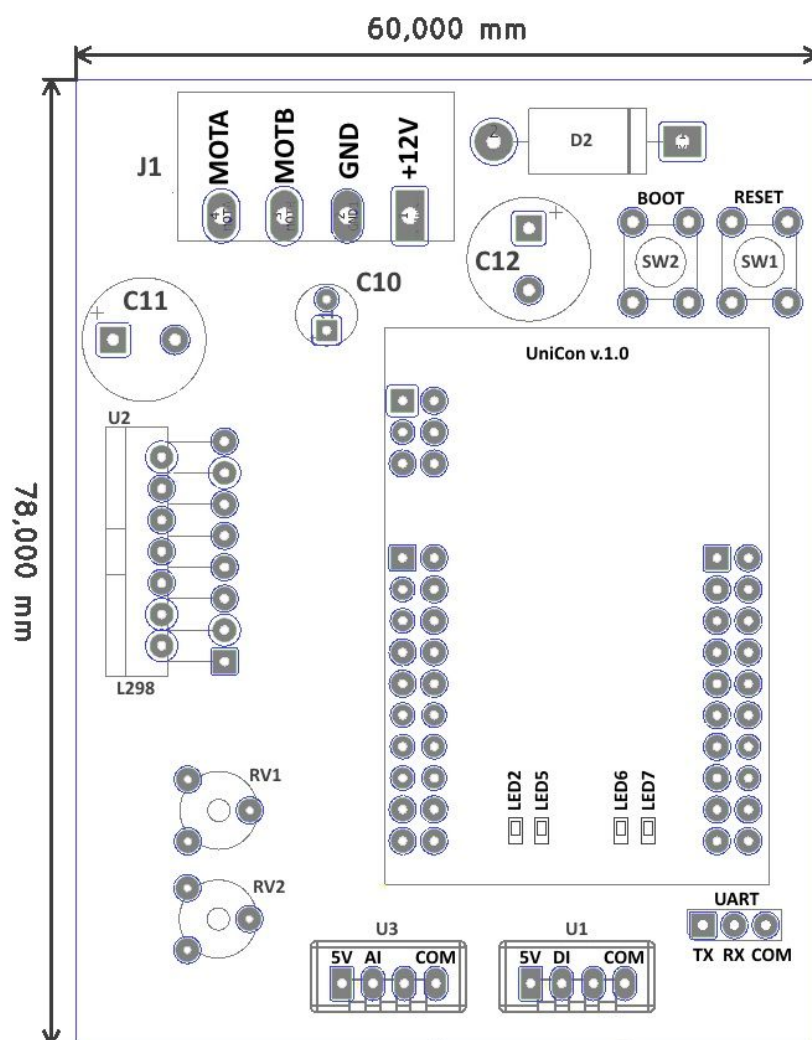 60,000 mm
78,000 mm
J1
MOTA
MOTB
GND
+12V
D2
BOOT
RESET
SW2
SW1
C12
C10
C11
UniCon v.1.0
U2
L298
LED2
LED5
LED6
LED7
RV1
RV2
UART
TX RX COM
U3
5V AI COM
U1
5V DI COM